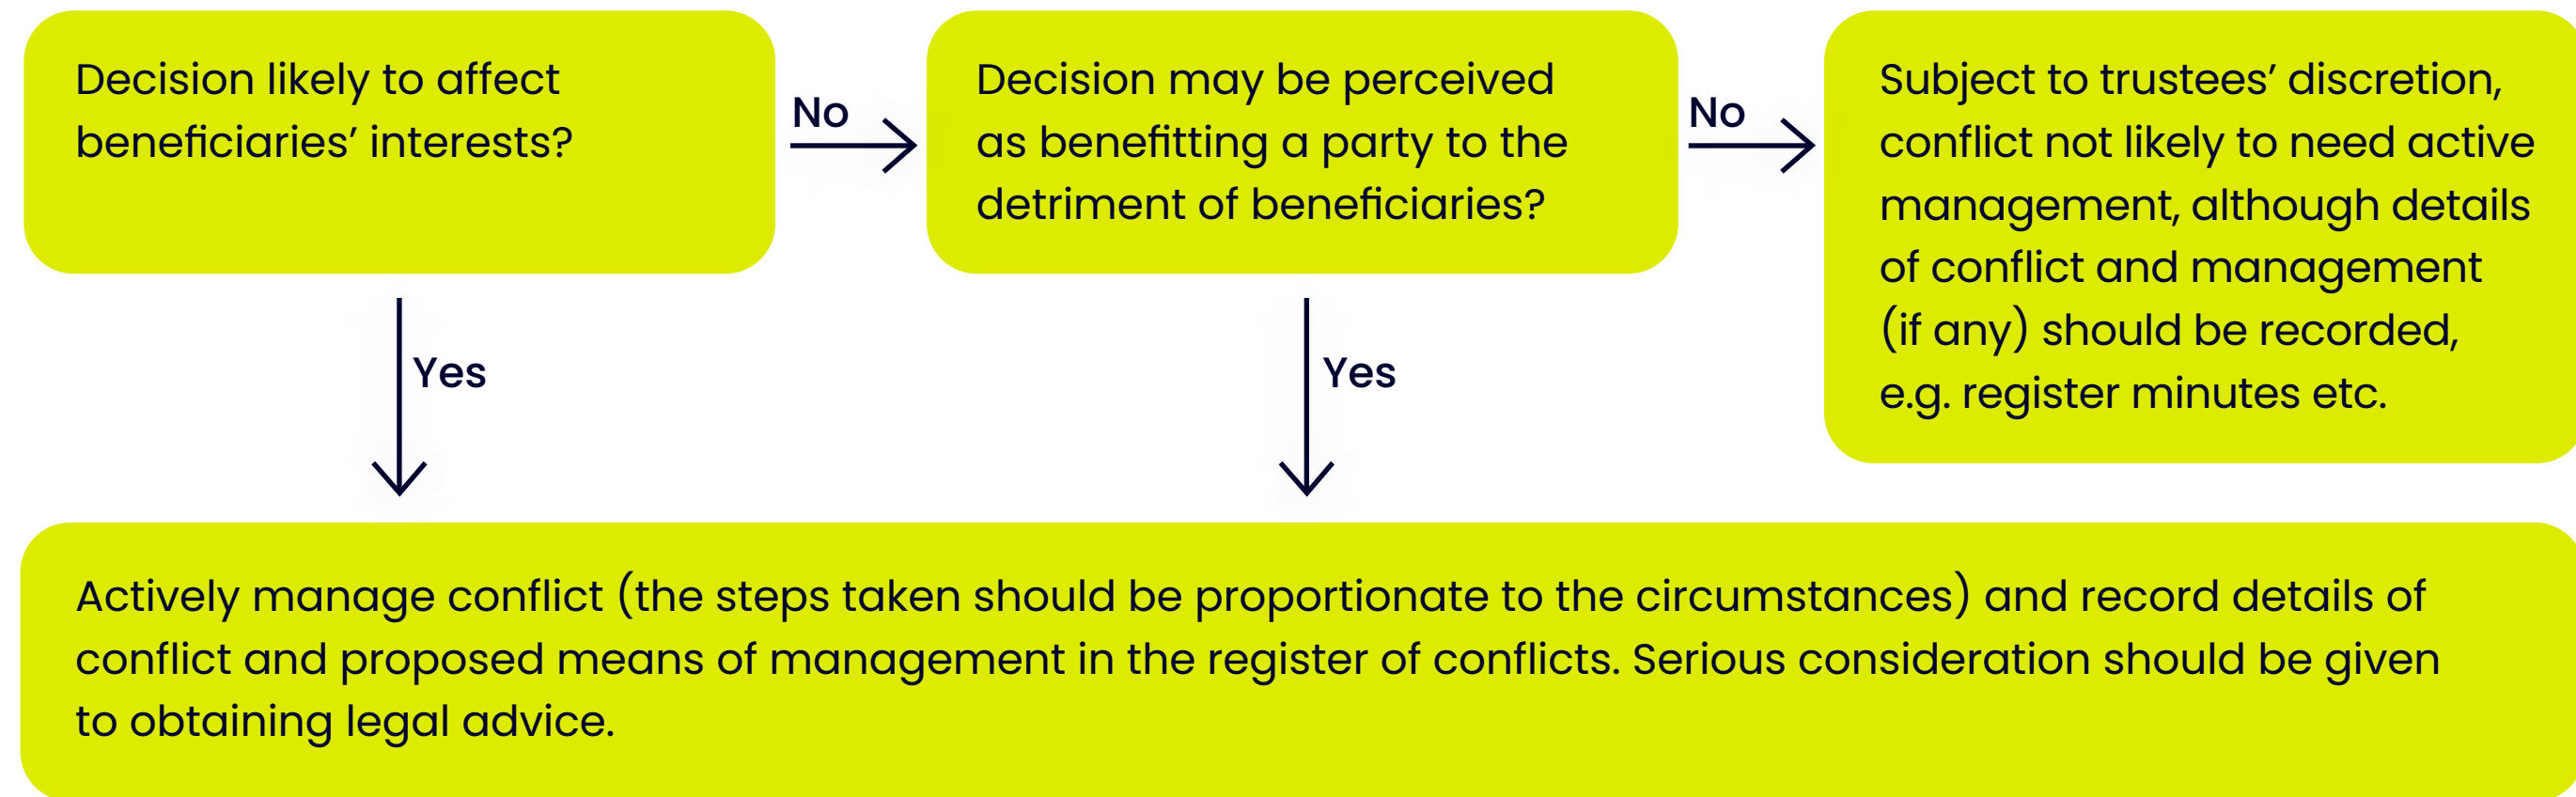 Decision likely to affect
beneficiaries’ interests?
No
Decision may be perceived
as benefitting a party to the
detriment of beneficiaries?
No
Subject to trustees’ discretion,
conflict not likely to need active
management, although details
of conflict and management
(if any) should be recorded,
e.g. register minutes etc.
Yes
Yes
Actively manage conflict (the steps taken should be proportionate to the circumstances) and record details of
conflict and proposed means of management in the register of conflicts. Serious consideration should be given
to obtaining legal advice.